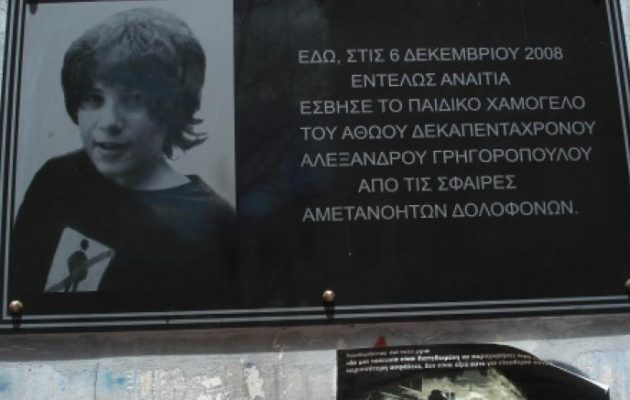 ΕΔΩ, ΣΤΙΣ 6 ΔΕΚΕΜΒΡΙΟΥ 2008
ΕΝΤΕΛΩΣ ΑΝΑΙΤΙΑ
ΕΣΒΗΣΕ ΤΟ ΠΑΙΔΙΚΟ ΧΑΜΟΓΕΛΟ
ΤΟΥ ΑΘΩΟΥ ΔΕΚΑΠΕΝΤΑΧΡΟΝΟΥ
ΑΛΕΞΑΝΔΡΟΥ ΓΡΗΓΟΡΟΠΟΥΛΟΥ
ΑΠΟ ΤΙΣ ΣΦΑΙΡΕΣ
ΑΜΕΤΑΝΟΗΤΩΝ ΔΟΛΟΦΟΝΩΝ.